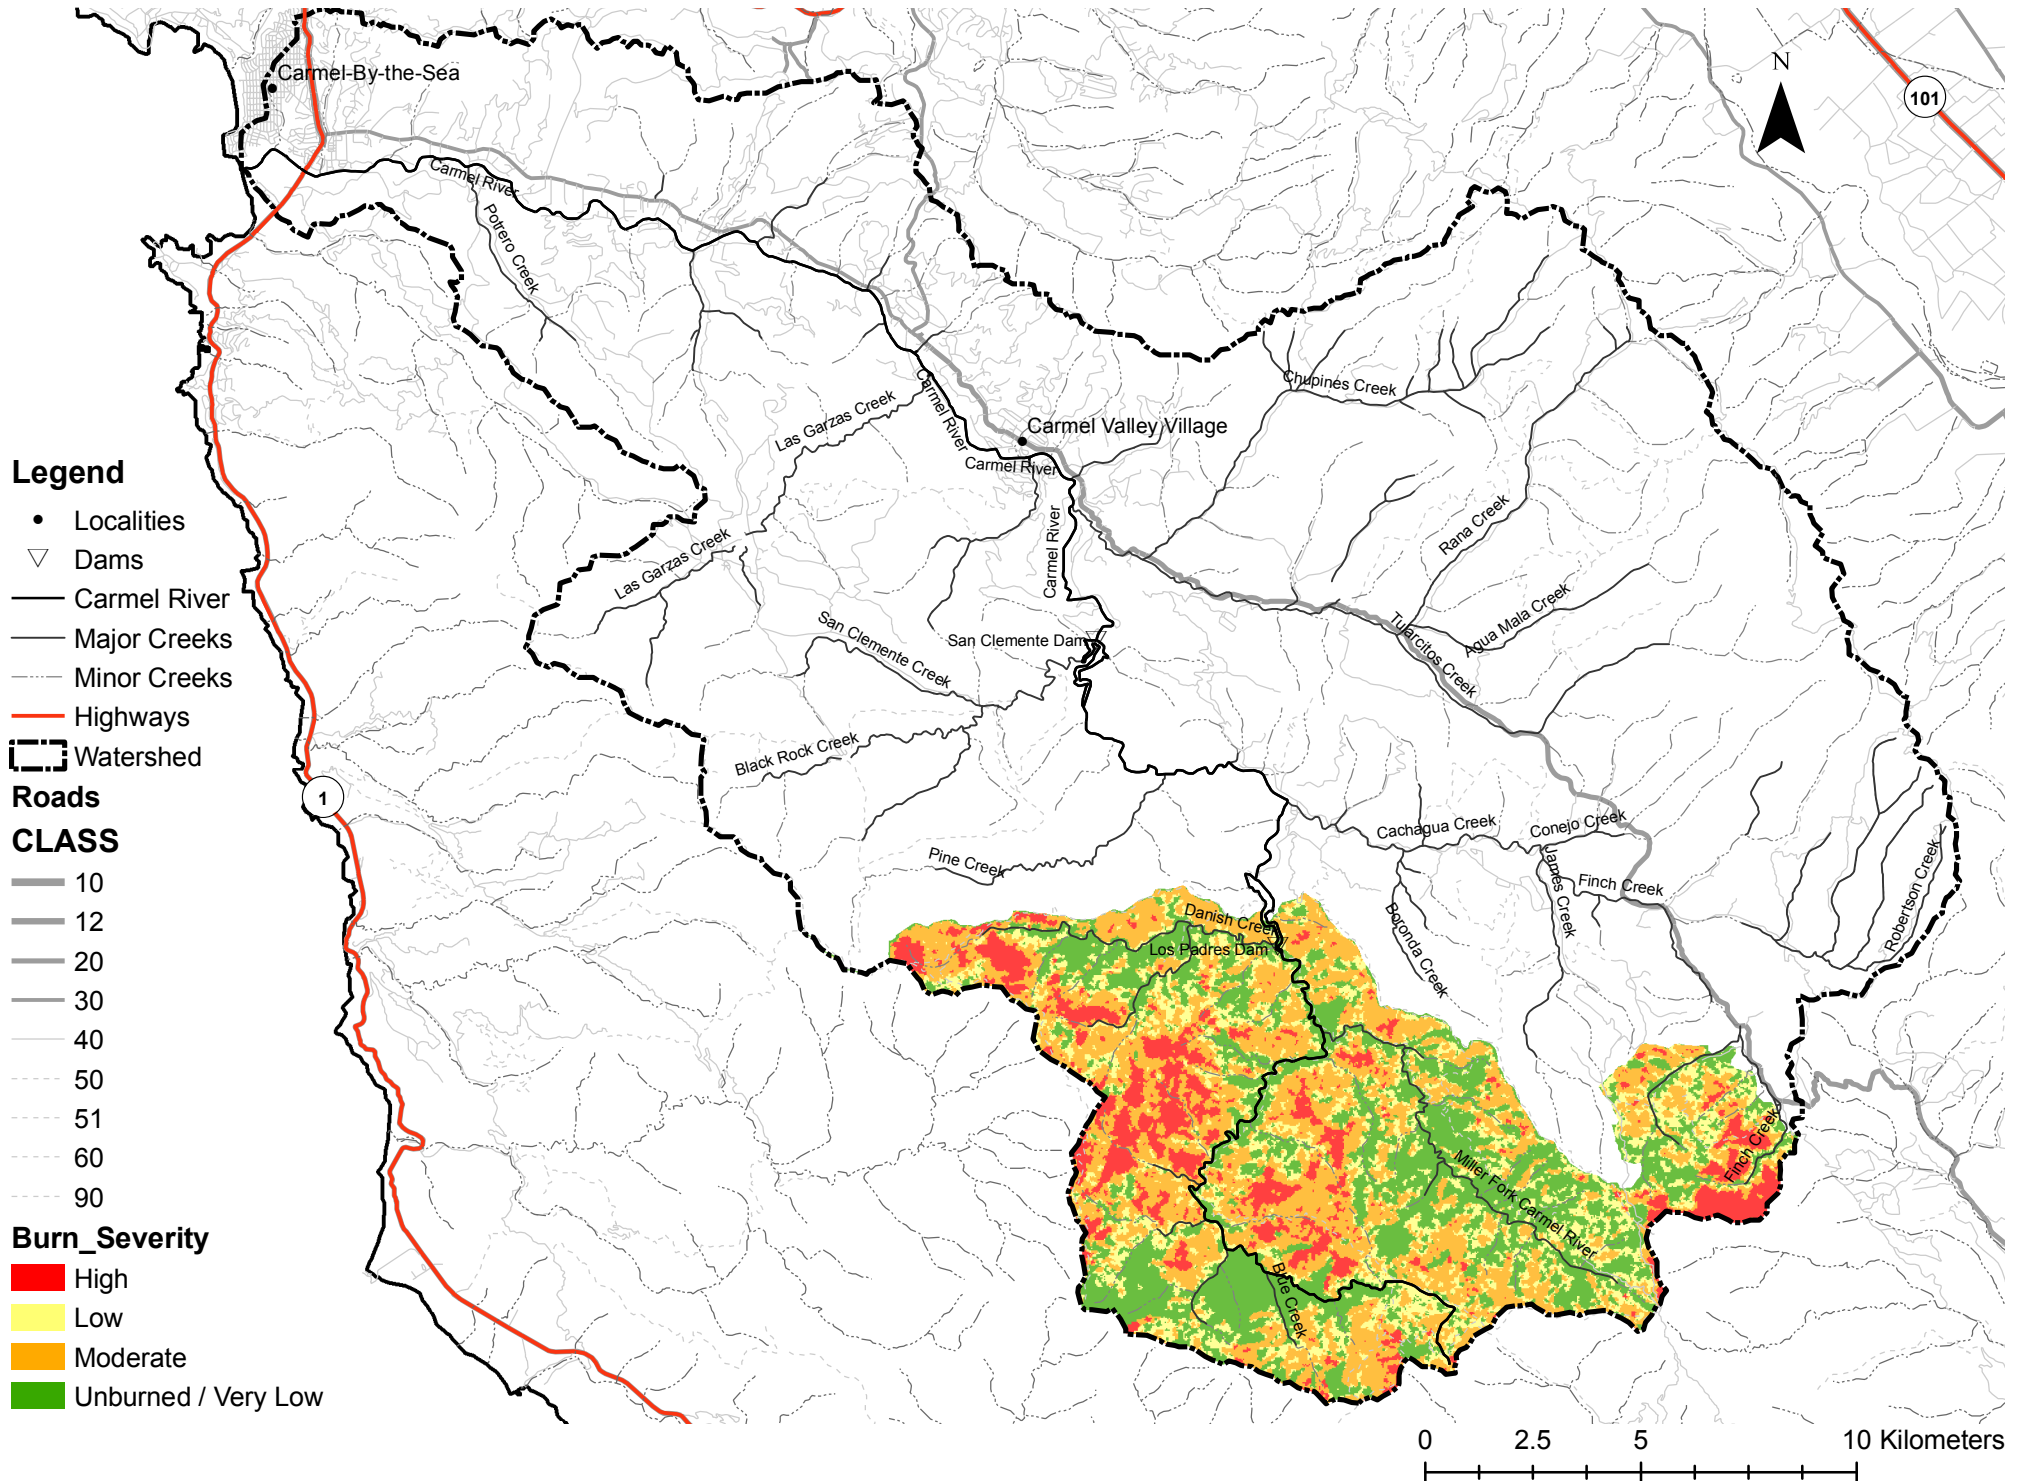 Carmel-By-the-Sea
N
101
Carmel River
Potrero Creek
Chupines Creek
Las Garzas Creek
Carmel River
Carmel Valley Village
Carmel River
Legend
Localities
Dams
Carmel River
Major Creeks
Minor Creeks
Highways
Watershed
Roads
CLASS
10
12
20
30
40
50
51
60
90
Burn_Severity
High
Low
Moderate
Unburned / Very Low
Rana Creek
Carmel River
Las Garzas Creek
Agua Mala Creek
San Clemente Creek
San Clemente Dam
Tularcitos Creek
Black Rock Creek
1
Cachagua Creek
Conejo Creek
Pine Creek
James Creek
Finch Creek
Robertson Creek
Boronda Creek
Danish Creek
Los Padres Dam
Finch Creek
Miller Fork Carmel River
Blue Creek
0 2.5 5 10 Kilometers